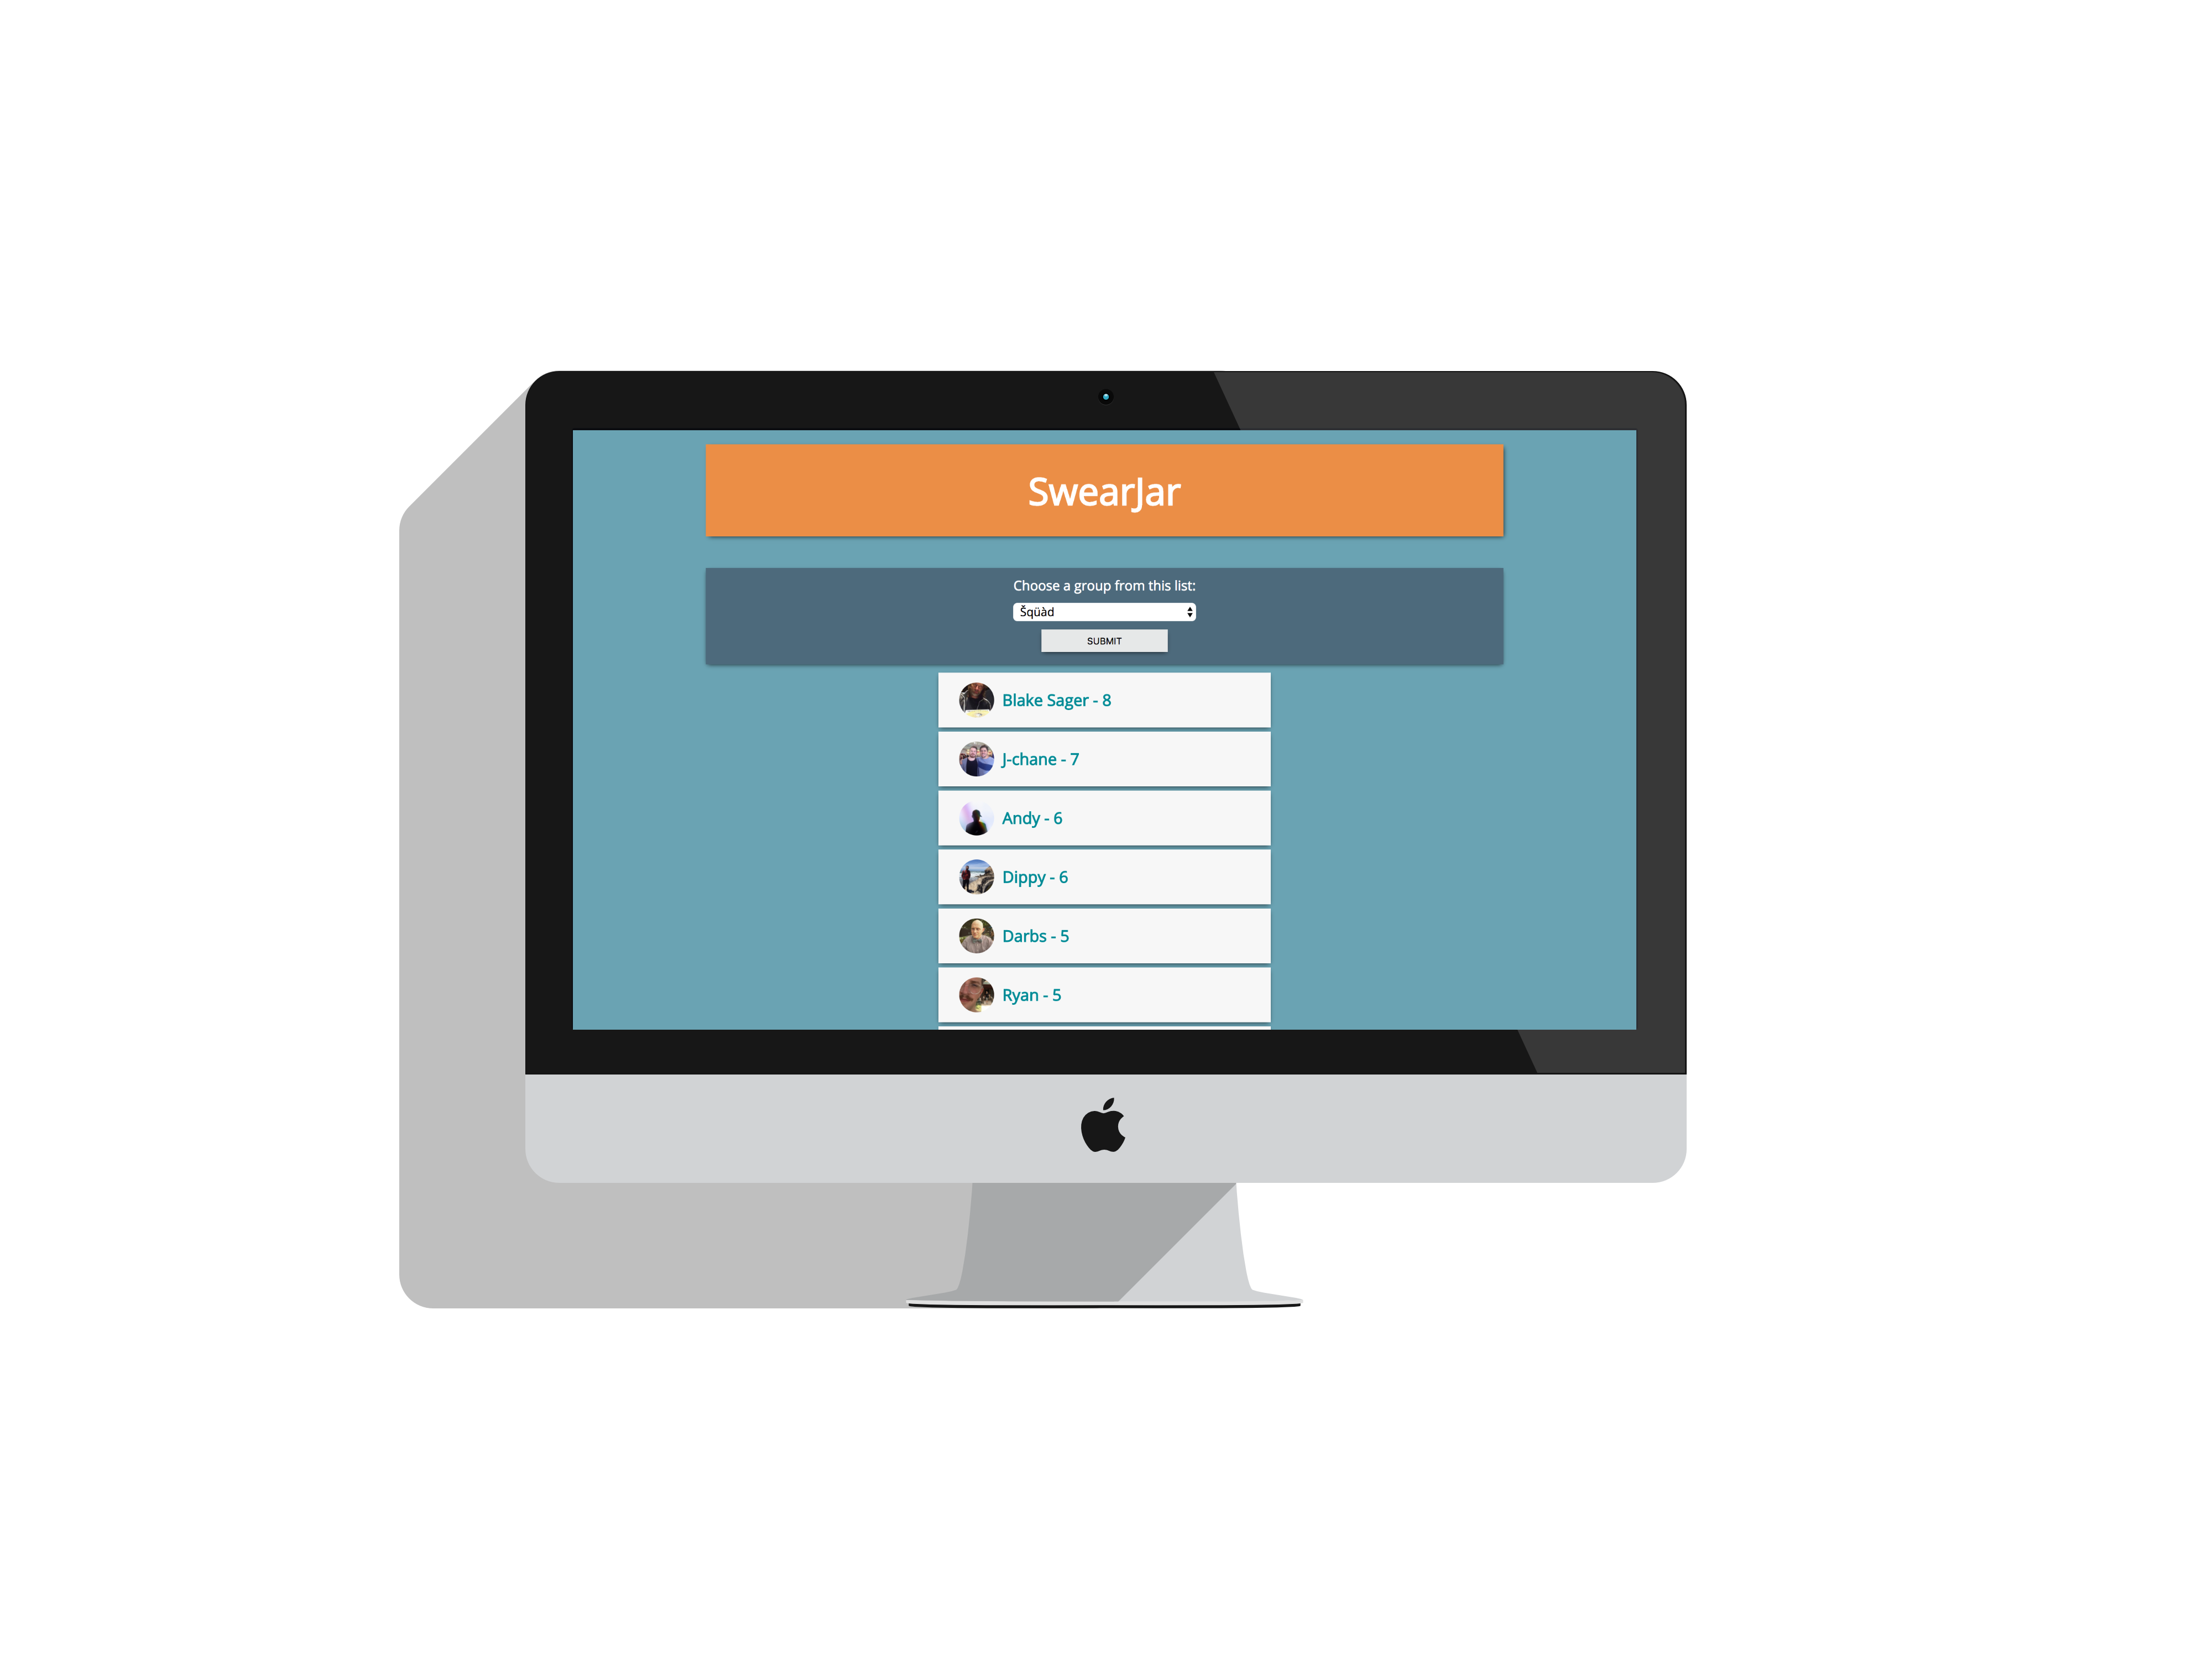 SwearJar
Choose a group from this list:
Šqüàd
SUBMIT
Blake Sager - 8
J-chane - 7
Andy - 6
Dippy - 6
Darbs - 5
Ryan - 5